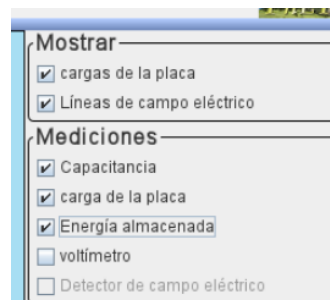 Mostrar
cargas de la placa
Líneas de campo eléctrico
Mediciones
Capacitancia
carga de la placa
Energía almacenada
voltímetro
Detector de campo eléctrico